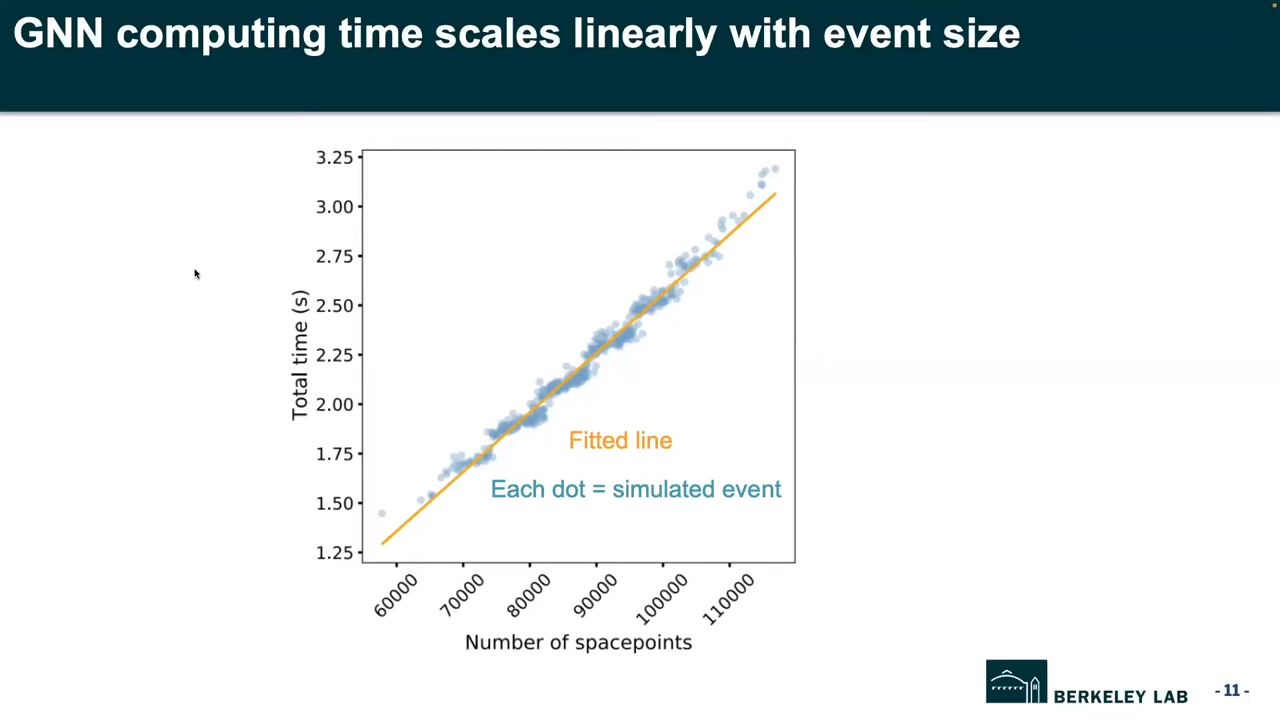 GNN computing time scales linearly with event size
3.25
3.00
2.75
2.50
2.25
2.00
1.75
1.50
1.25
Total time (s)
Fitted line
Each dot = simulated event
60000
70000
80000
90000
100000
110000
Number of spacepoints
BERKELEY LAB
- 11 -